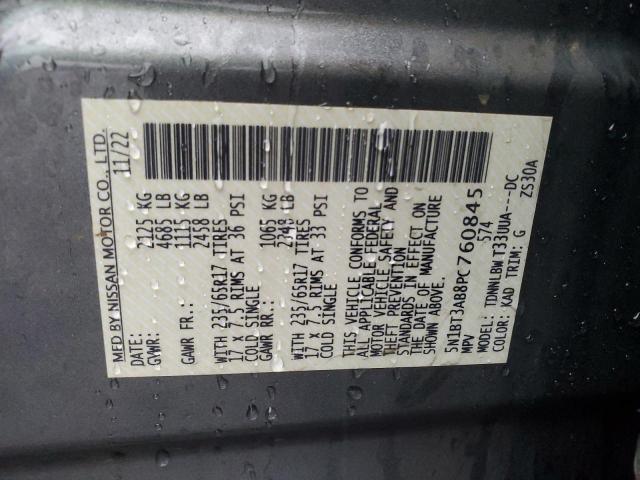 MFD BY NISSAN MOTOR CO., LTD.
DATE: 11/22
GVWR: 2125 KG
4685 LB
GAWR FR.: 1115 KG
2458 LB
WITH 235/65R17 TIRES
17 X 7.5 RIMS AT 36 PSI
COLD SINGLE
GAWR RR.: 1065 KG
2348 LB
WITH 235/65R17 TIRES
17 X 7.5 RIMS AT 33 PSI
COLD SINGLE
THIS VEHICLE CONFORMS TO
ALL APPLICABLE FEDERAL
MOTOR VEHICLE SAFETY AND
THEFT PREVENTION
STANDARDS IN EFFECT ON
THE DATE OF MANUFACTURE
SHOWN ABOVE.
5N1BT3AB8PC760845
MPV 574
MODEL: TDWNLBW T33UUA---DC
COLOR: KAD TRIM: G ZS30A